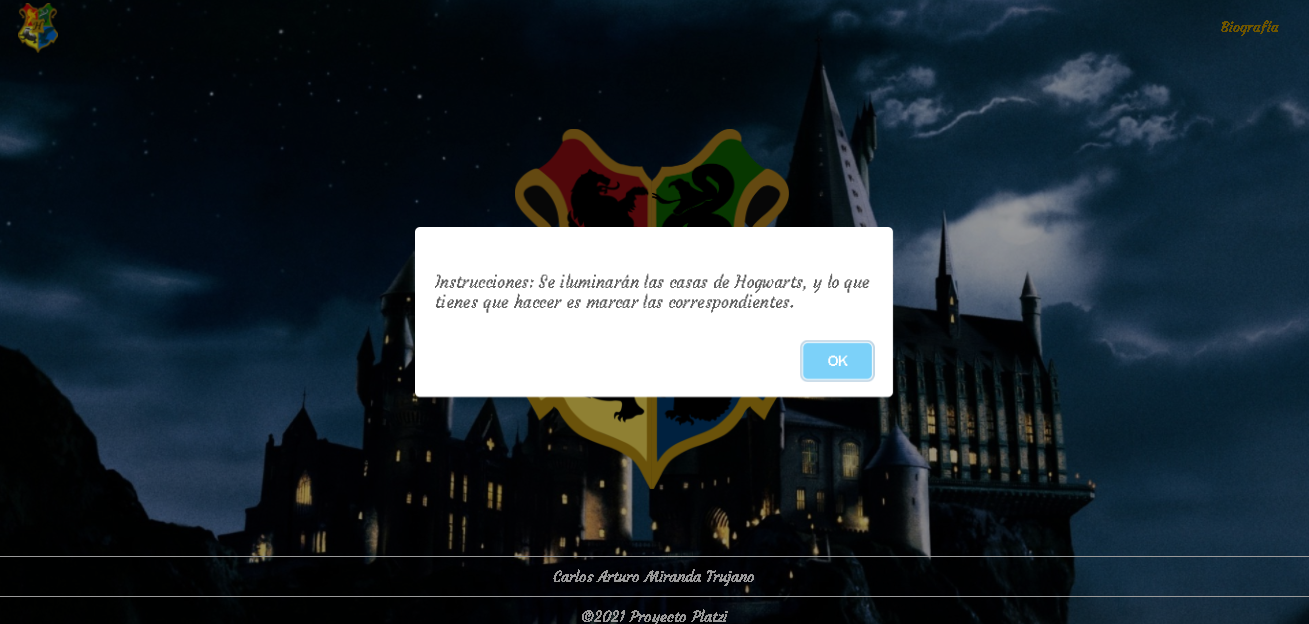 Biografía
Instrucciones: Se iluminarán las casas de Hogwarts, y lo que
tienes que haccer es marcar las correspondientes.
OK
Carlos Arturo Miranda Trujano
©2021 Proyecto Platzi